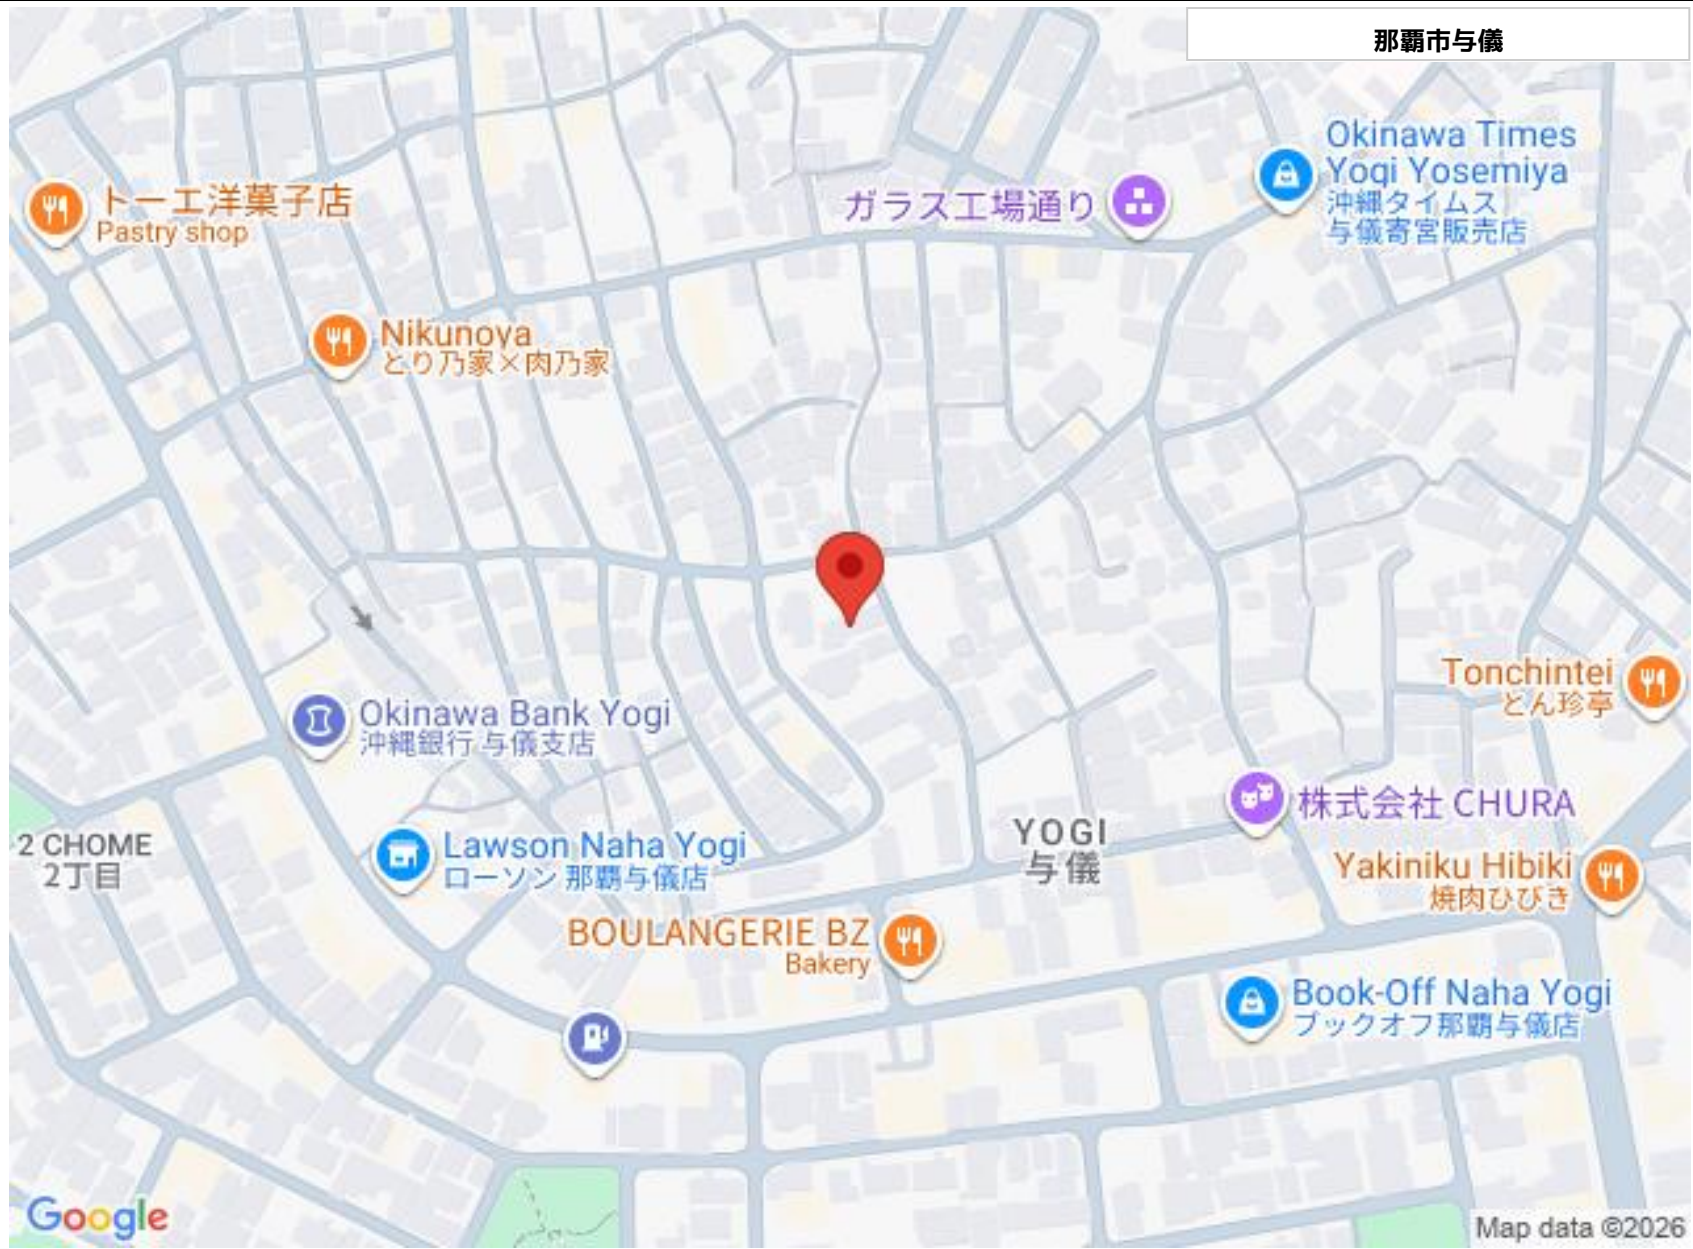 那覇市与儀
Okinawa Times
Yogi Yosemiya
沖縄タイムス
与儀寄宮販売店
ガラス工場通り
トーエ洋菓子店
Pastry shop
Nikunoya
とり乃家×肉乃家
Tonchintei
とん珍亭
Okinawa Bank Yogi
沖縄銀行 与儀支店
株式会社 CHURA
YOGI
与儀
2 CHOME
2丁目
Lawson Naha Yogi
ローソン 那覇与儀店
Yakiniku Hibiki
焼肉ひびき
BOULANGERIE BZ
Bakery
Book-Off Naha Yogi
ブックオフ那覇与儀店
Google
Map data ©2026